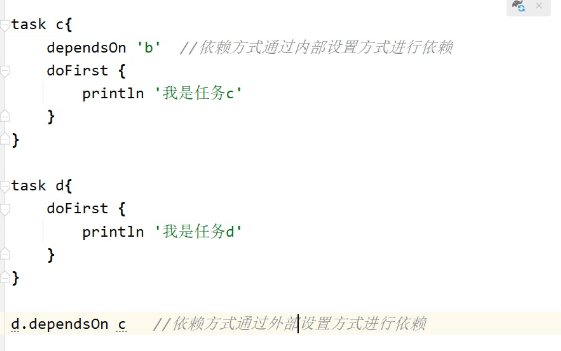 task c{
    dependsOn 'b'  //依赖方式通过内部设置方式进行依赖
    doFirst {
        println '我是任务c'
    }
}
task d{
    doFirst {
        println '我是任务d'
    }
}
d.dependsOn c   //依赖方式通过外部设置方式进行依赖